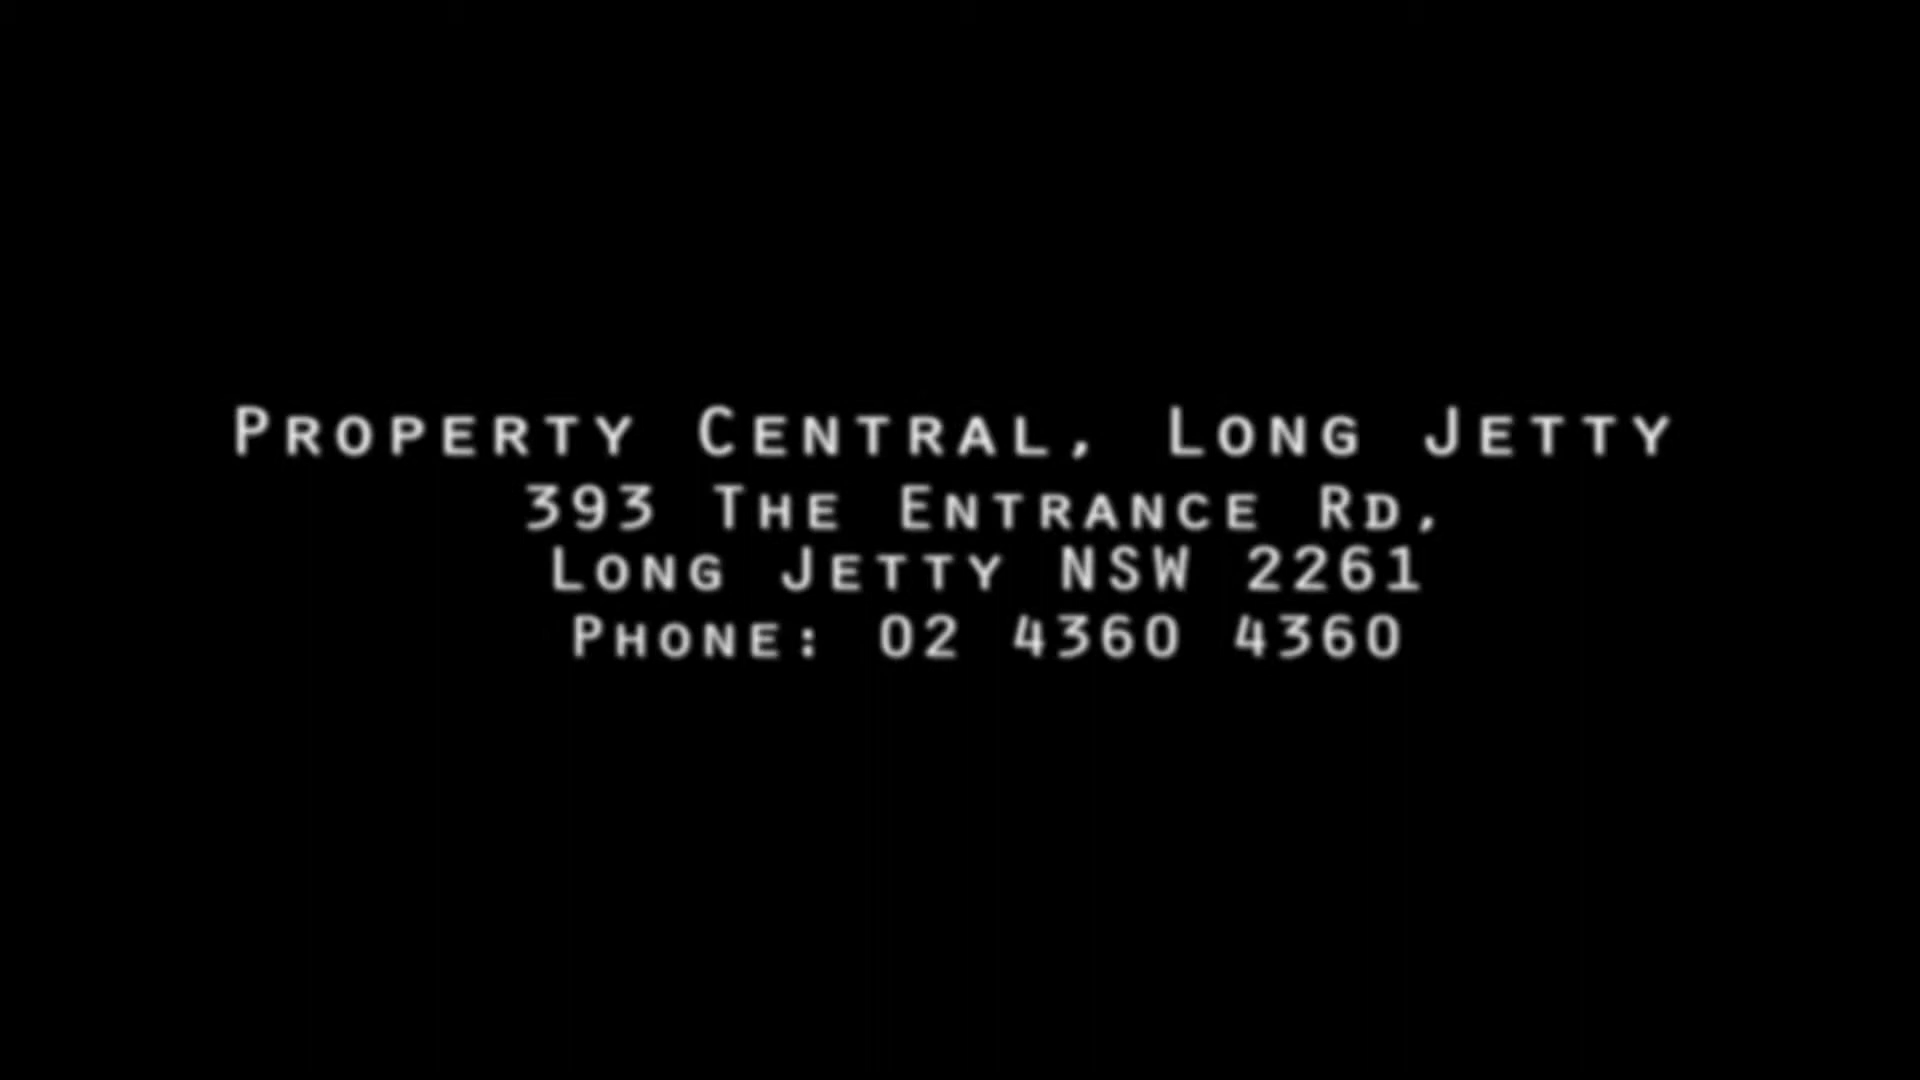 Property Central, Long Jetty
393 The Entrance Rd,
Long Jetty NSW 2261
Phone: 02 4360 4360